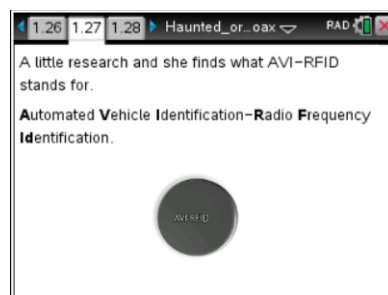 1.26 1.27 1.28 Haunted_or...oax RAD
A little research and she finds what AVI-RFID
stands for.
Automated Vehicle Identification-Radio Frequency
Identification.
AVI-RFID